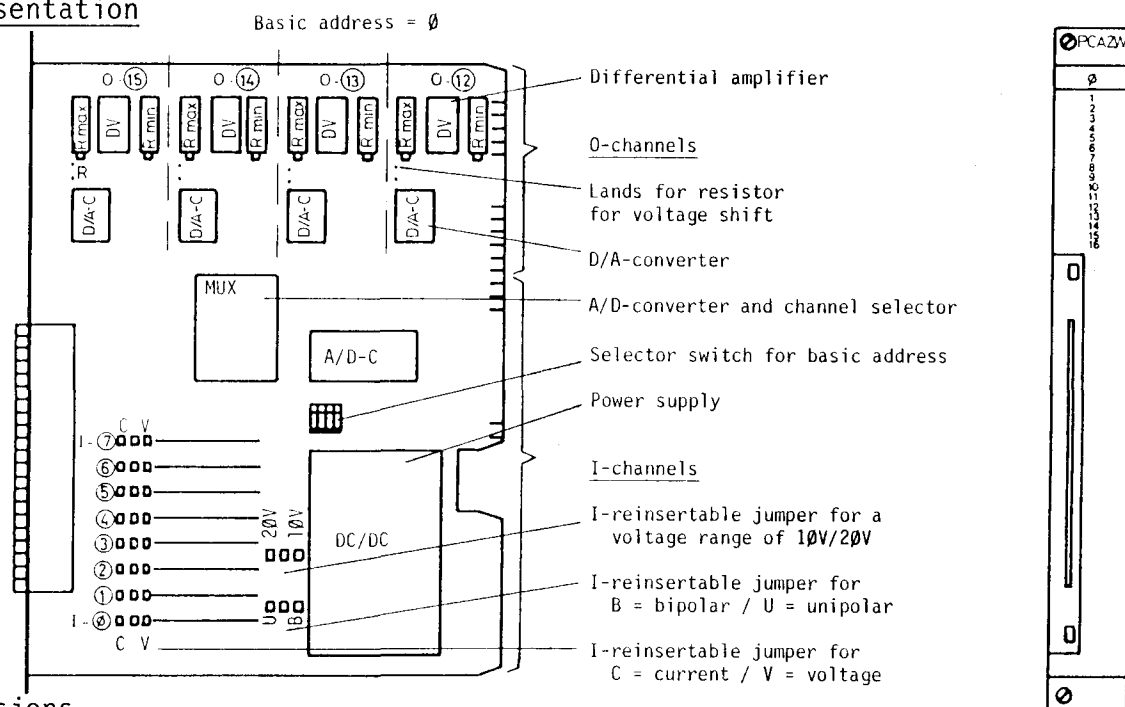 sentation
Basic address = Ø
O-⑮ O-⑭ O-⑬ O-⑫
R max DV R min R max DV R min R max DV R min R max DV R min
R
D/A-C D/A-C D/A-C D/A-C
MUX
A/D-C
C V
I-⑦
⑥
⑤
④
③
②
①
I-Ø
C V
20V 10V
U B
DC/DC
Differential amplifier
O-channels
Lands for resistor
for voltage shift
D/A-converter
A/D-converter and channel selector
Selector switch for basic address
Power supply
I-channels
I-reinsertable jumper for a
voltage range of 1ØV/2ØV
I-reinsertable jumper for
B = bipolar / U = unipolar
I-reinsertable jumper for
C = current / V = voltage
PCA2W
Ø
1
2
3
4
5
6
7
8
9
10
11
12
13
14
15
16
sions